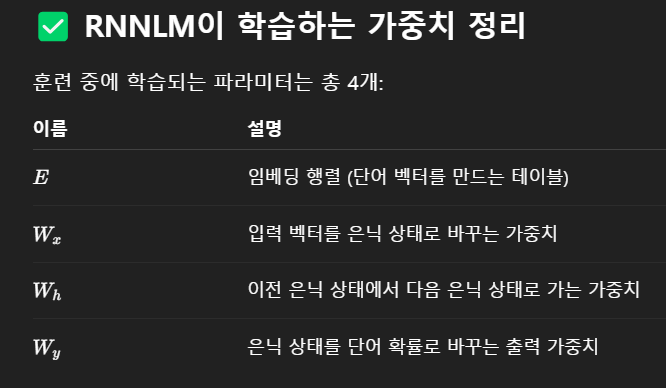 ✅ RNNLM이 학습하는 가중치 정리
훈련 중에 학습되는 파라미터는 총 4개:
이름 설명
E 임베딩 행렬 (단어 벡터를 만드는 테이블)
Wₓ 입력 벡터를 은닉 상태로 바꾸는 가중치
Wₕ 이전 은닉 상태에서 다음 은닉 상태로 가는 가중치
W_y 은닉 상태를 단어 확률로 바꾸는 출력 가중치